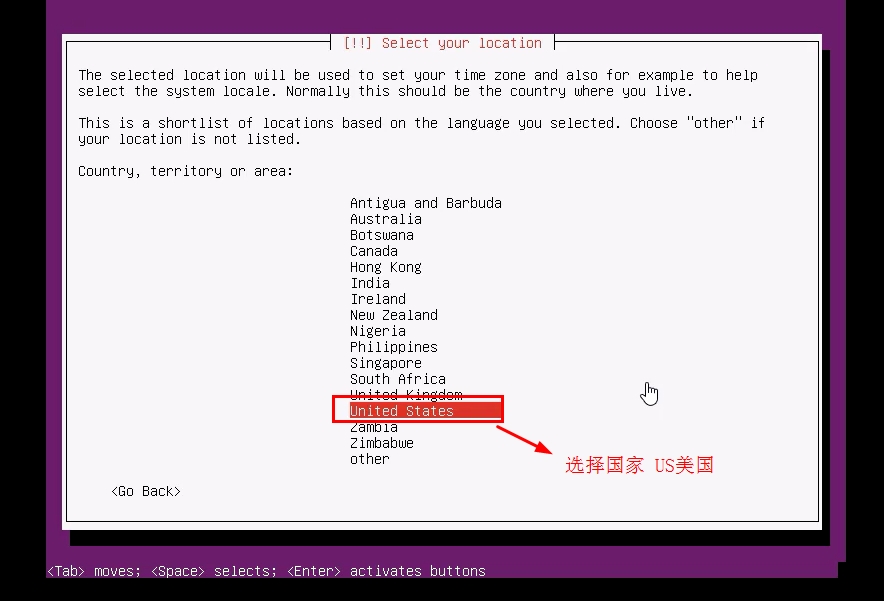 [!!] Select your location
The selected location will be used to set your time zone and also for example to help
select the system locale. Normally this should be the country where you live.
This is a shortlist of locations based on the language you selected. Choose "other" if
your location is not listed.
Country, territory or area:
Antigua and Barbuda
Australia
Botswana
Canada
Hong Kong
India
Ireland
New Zealand
Nigeria
Philippines
Singapore
South Africa
United Kingdom
United States
Zambia
Zimbabwe
other
选择国家 US美国
<Go Back>
<Tab> moves; <Space> selects; <Enter> activates buttons